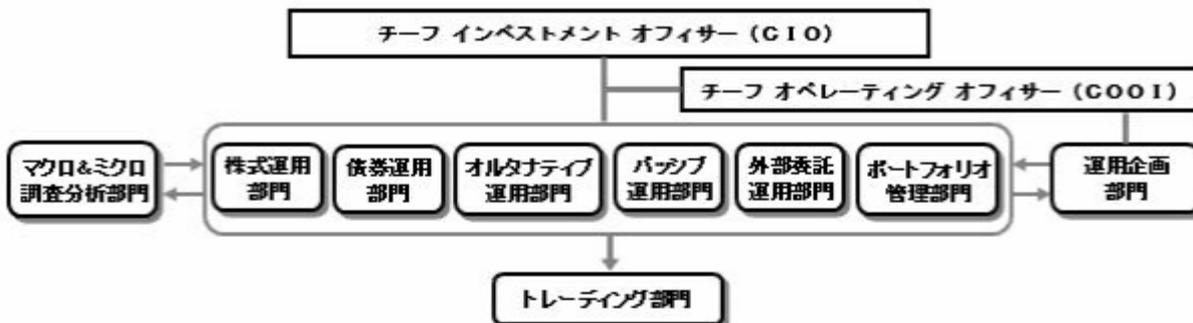 チーフ インベストメント オフィサー（CIO）
チーフ オペレーティング オフィサー（COOI）
マクロ&ミクロ
調査分析部門
株式運用
部門
債券運用
部門
オルタナティブ
運用部門
パッシブ
運用部門
外部委託
運用部門
ポートフォリオ
管理部門
運用企画
部門
トレーディング部門